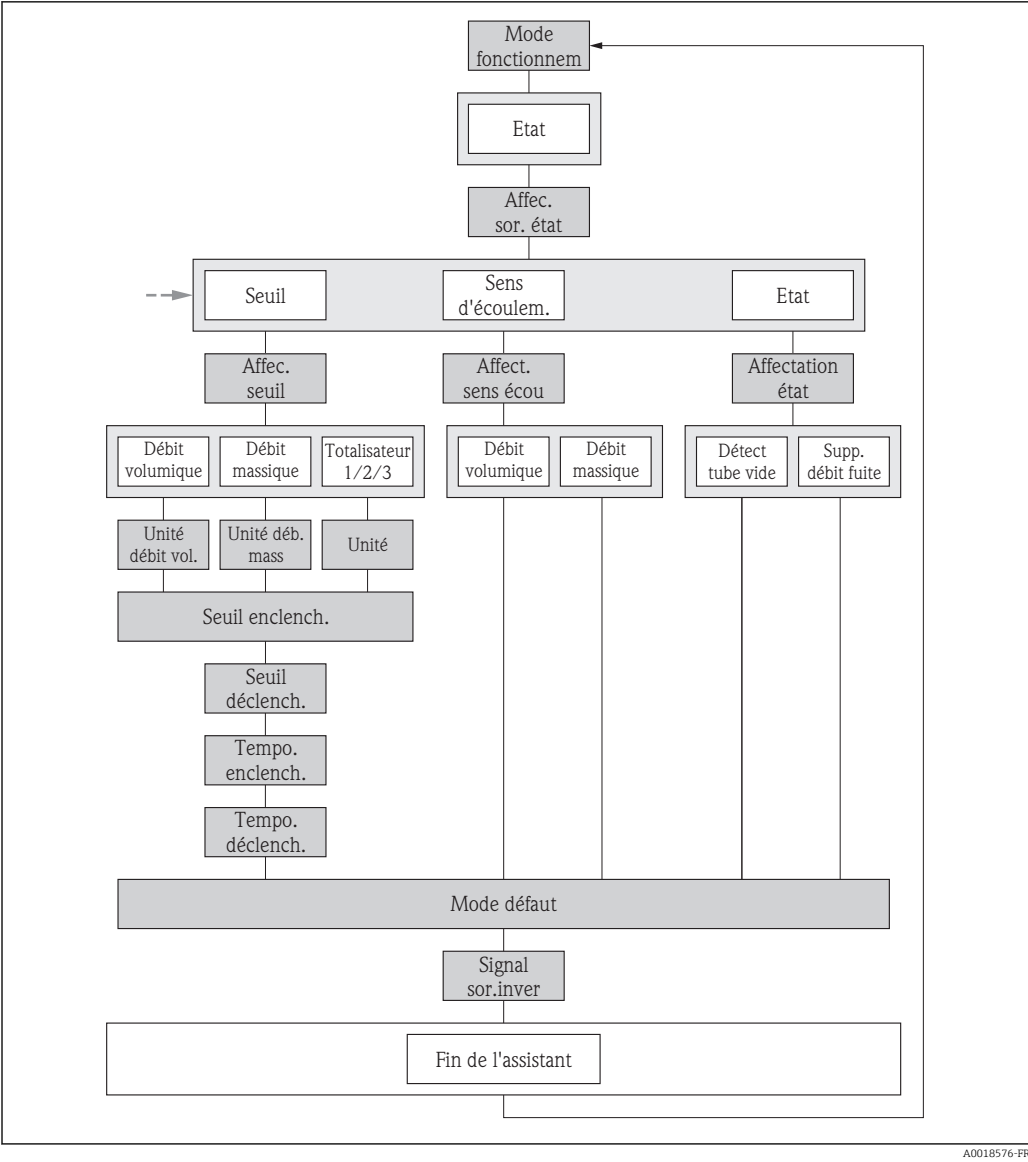 Mode
fonctionnem
Etat
Affec.
sor. état
Seuil
Sens
d'écoulem.
Etat
Affec.
seuil
Affect.
sens écou
Affectation
état
Débit
volumique
Débit
massique
Totalisateur
1/2/3
Débit
volumique
Débit
massique
Détect
tube vide
Supp.
débit fuite
Unité
débit vol.
Unité déb.
mass
Unité
Seuil enclench.
Seuil
déclench.
Tempo.
enclench.
Tempo.
déclench.
Mode défaut
Signal
sor.inver
Fin de l'assistant
A0018576-FR